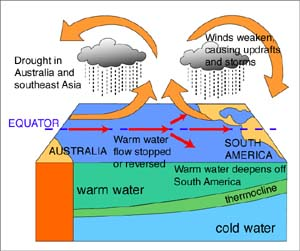 Winds weaken,
causing updrafts
and storms
Drought in
Australia and
southeast Asia
EQUATOR
AUSTRALIA
Warm water
flow stopped
or reversed
SOUTH
AMERICA
Warm water deepens off
South America
warm water
thermocline
cold water